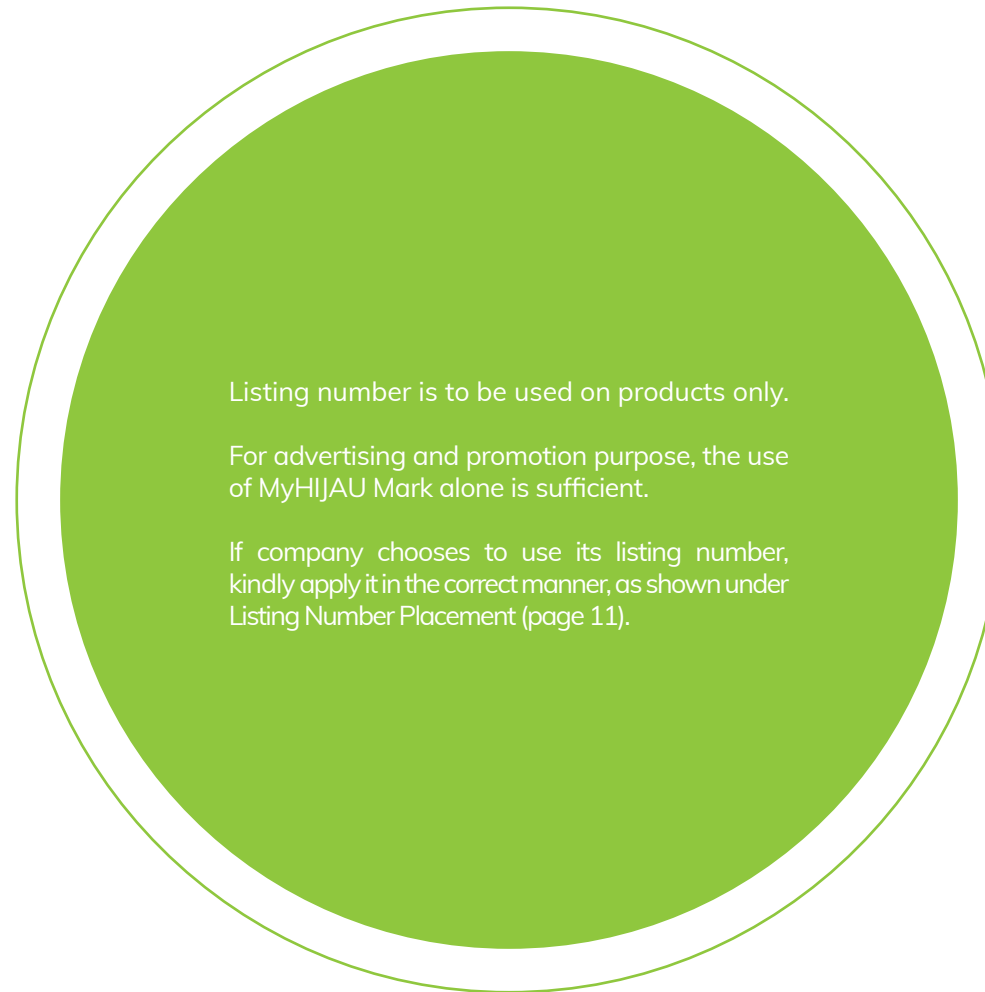 Listing number is to be used on products only.
For advertising and promotion purpose, the use
of MyHIJAU Mark alone is sufficient.
If company chooses to use its listing number,
kindly apply it in the correct manner, as shown under
Listing Number Placement (page 11).